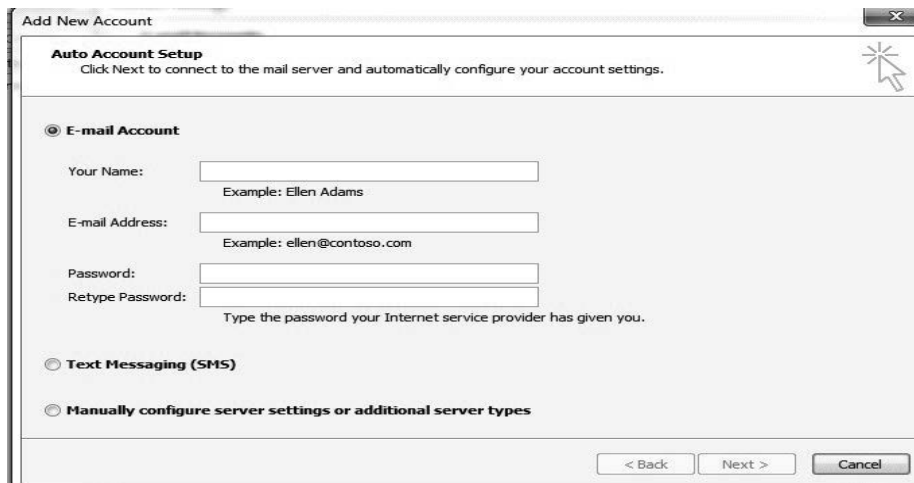 Add New Account
Auto Account Setup
Click Next to connect to the mail server and automatically configure your account settings.
E-mail Account
Your Name:
Example: Ellen Adams
E-mail Address:
Example: ellen@contoso.com
Password:
Retype Password:
Type the password your Internet service provider has given you.
Text Messaging (SMS)
Manually configure server settings or additional server types
< Back Next > Cancel